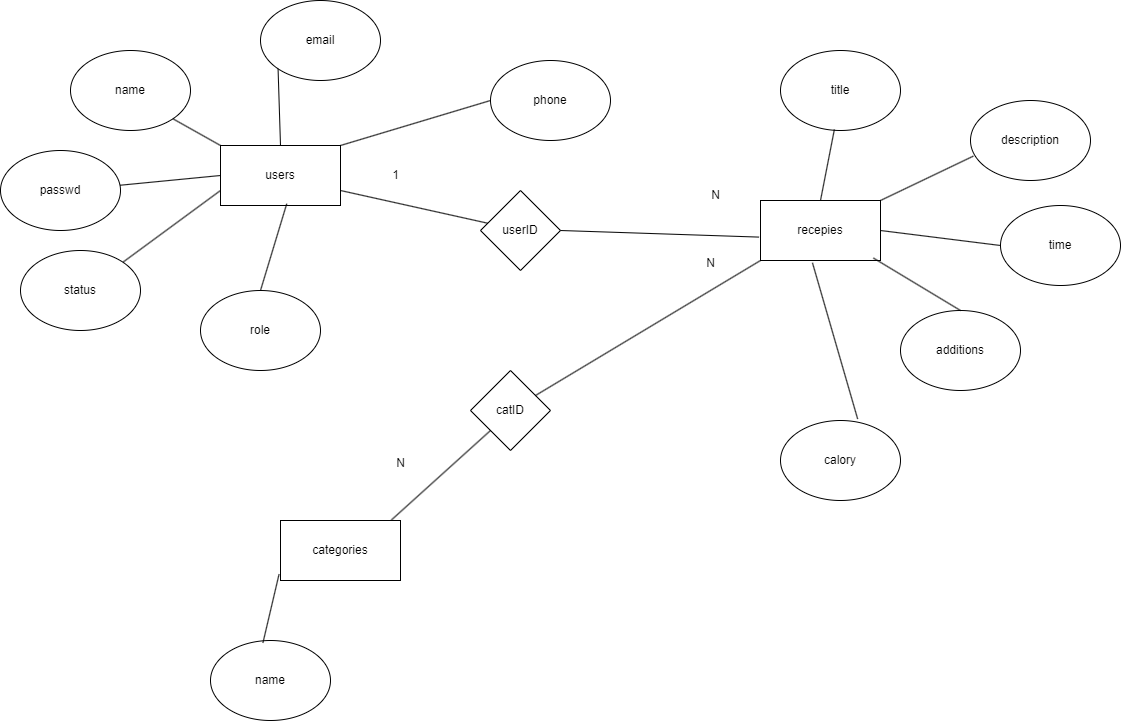 email
name
phone
title
description
users
1
passwd
N
userID
recepies
time
status
N
role
additions
catID
N
calory
categories
name